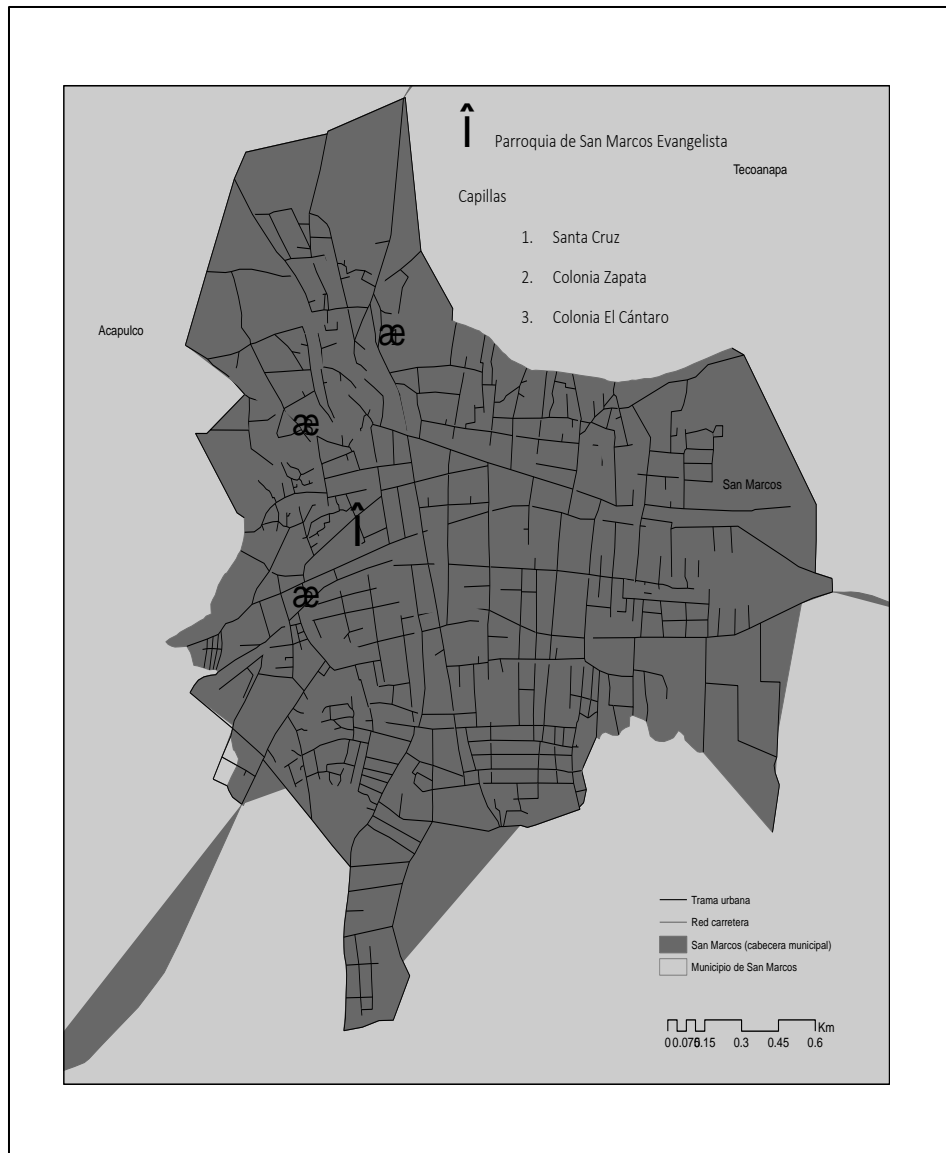 Î Parroquia de San Marcos Evangelista
Tecoanapa
Capillas
1. Santa Cruz
2. Colonia Zapata
3. Colonia El Cántaro
Acapulco
æ
æ
San Marcos
Î
æ
Trama urbana
Red carretera
San Marcos (cabecera municipal)
Municipio de San Marcos
Km
0 0.075 0.15 0.3 0.45 0.6